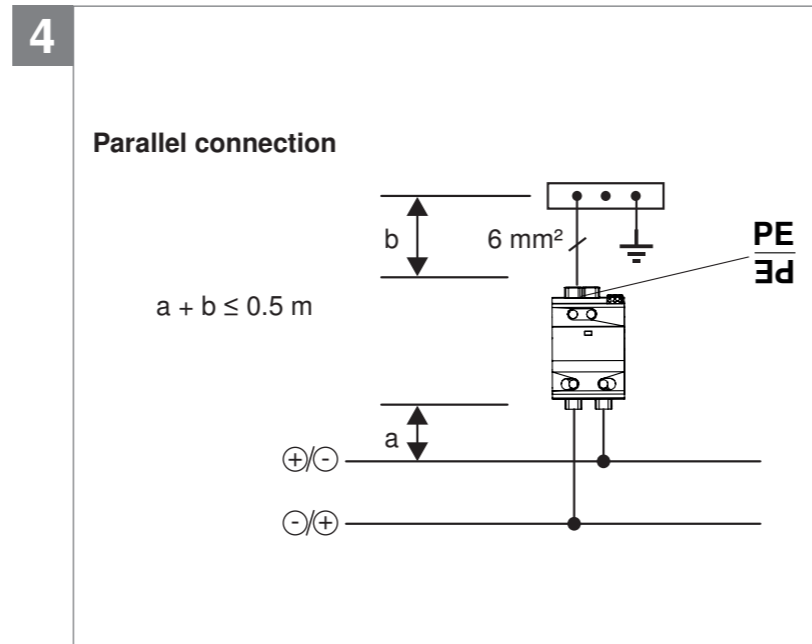 4
Parallel connection
b
6 mm²
PE
PE
a + b ≤ 0.5 m
a
⊕/⊖
⊖/⊕